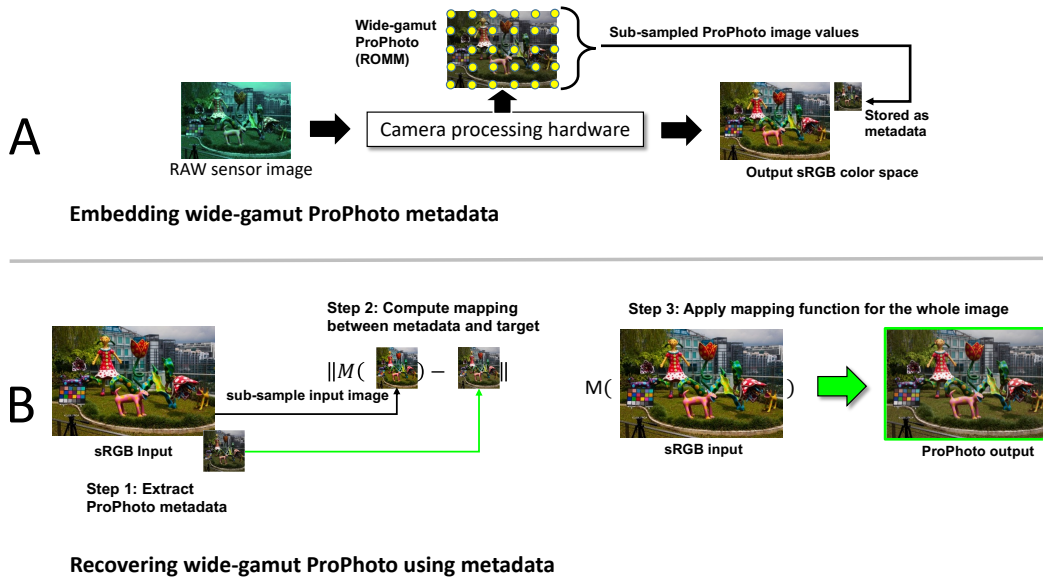 Wide-gamut
ProPhoto
(ROMM)
Sub-sampled ProPhoto image values
A
RAW sensor image
Camera processing hardware
Stored as
metadata
Output sRGB color space
Embedding wide-gamut ProPhoto metadata
B
sRGB Input
Step 1: Extract
ProPhoto metadata
Step 2: Compute mapping
between metadata and target
‖M( ) − ‖
sub-sample input image
Step 3: Apply mapping function for the whole image
M( )
sRGB input
ProPhoto output
Recovering wide-gamut ProPhoto using metadata